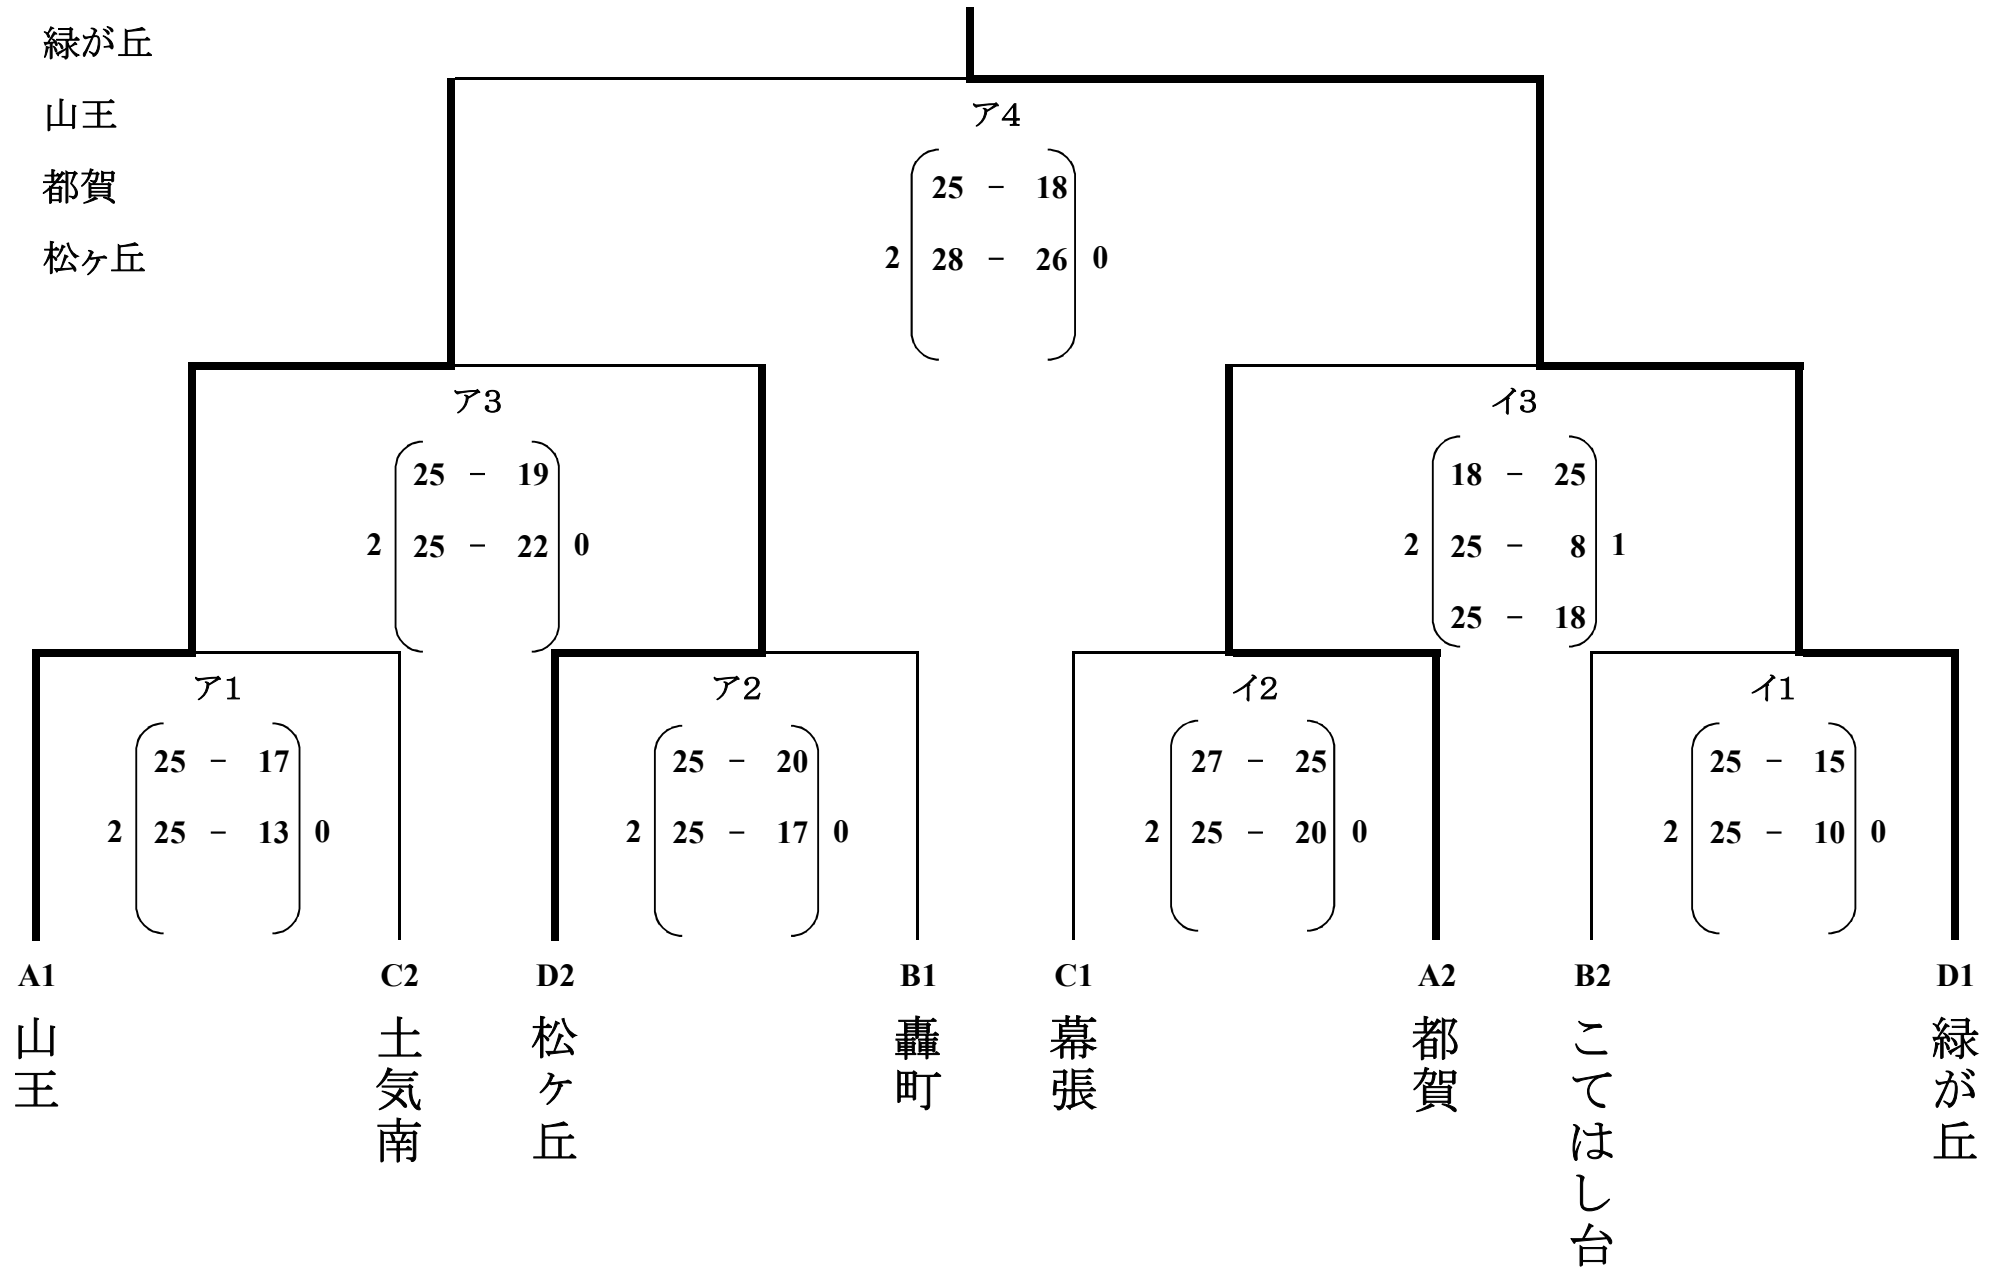 緑が丘
山王
都賀
松ヶ丘
ア4
25 - 18
2 28 - 26 0
ア3
25 - 19
2 25 - 22 0
イ3
18 - 25
2 25 - 8 1
25 - 18
ア1
25 - 17
2 25 - 13 0
ア2
25 - 20
2 25 - 17 0
イ2
27 - 25
2 25 - 20 0
イ1
25 - 15
2 25 - 10 0
A1
C2
D2
B1
C1
A2
B2
D1
山王
土気南
松ヶ丘
轟町
幕張
都賀
こてはし台
緑が丘